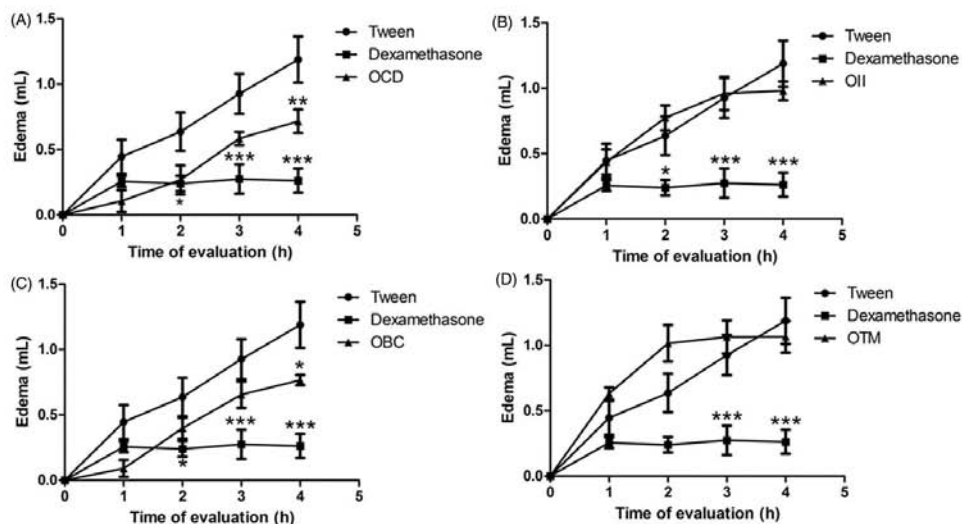 (A)
Tween
Dexamethasone
OCD
Edema (mL)
1.5
1.0
0.5
0.0
**
***
***
*
0 1 2 3 4 5
Time of evaluation (h)
(B)
Tween
Dexamethasone
OII
Edema (mL)
1.5
1.0
0.5
0.0
*
***
***
0 1 2 3 4 5
Time of evaluation (h)
(C)
Tween
Dexamethasone
OBC
Edema (mL)
1.5
1.0
0.5
0.0
*
***
***
*
0 1 2 3 4 5
Time of evaluation (h)
(D)
Tween
Dexamethasone
OTM
Edema (mL)
1.5
1.0
0.5
0.0
***
***
0 1 2 3 4 5
Time of evaluation (h)